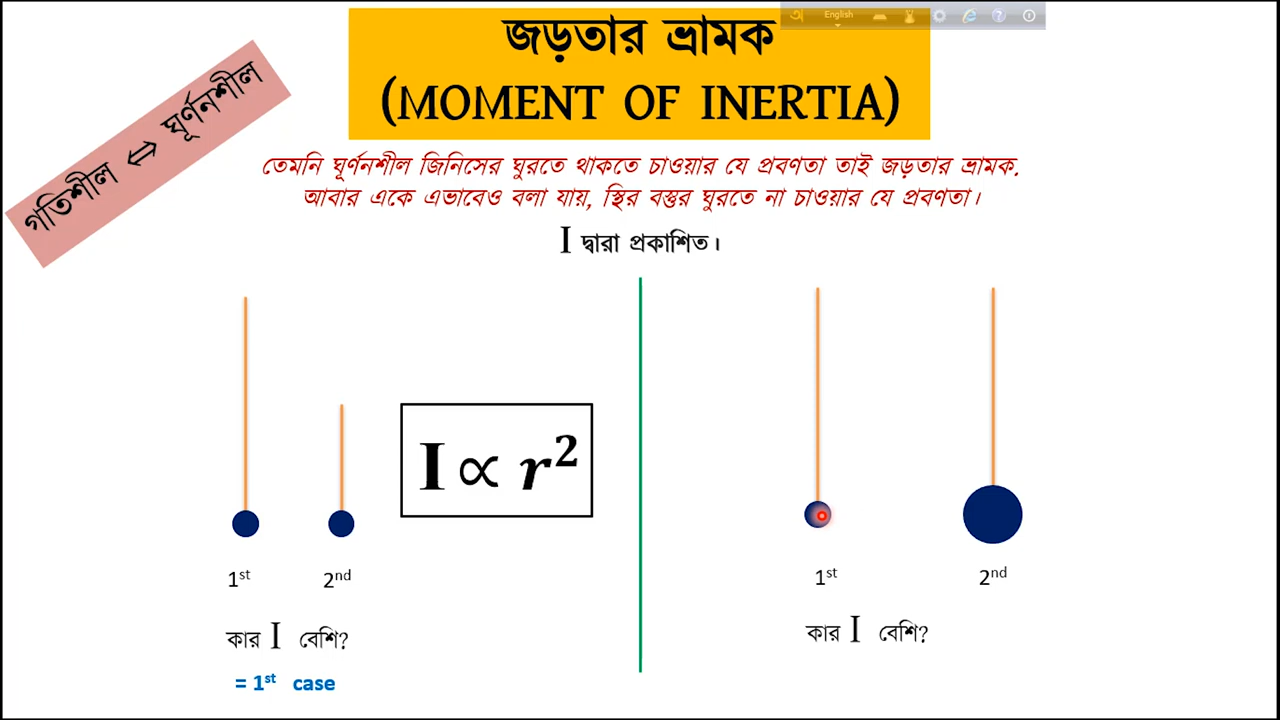 English
জড়তার ভ্রামক
(MOMENT OF INERTIA)
গতিশীল ⇔ ঘূর্ণনশীল
তেমনি ঘূর্ণনশীল জিনিসের ঘুরতে থাকতে চাওয়ার যে প্রবণতা তাই জড়তার ভ্রামক.
আবার একে এভাবেও বলা যায়, স্থির বস্তুর ঘুরতে না চাওয়ার যে প্রবণতা।
I দ্বারা প্রকাশিত।
I ∝ r²
1st 2nd
কার I বেশি?
= 1st case
1st 2nd
কার I বেশি?